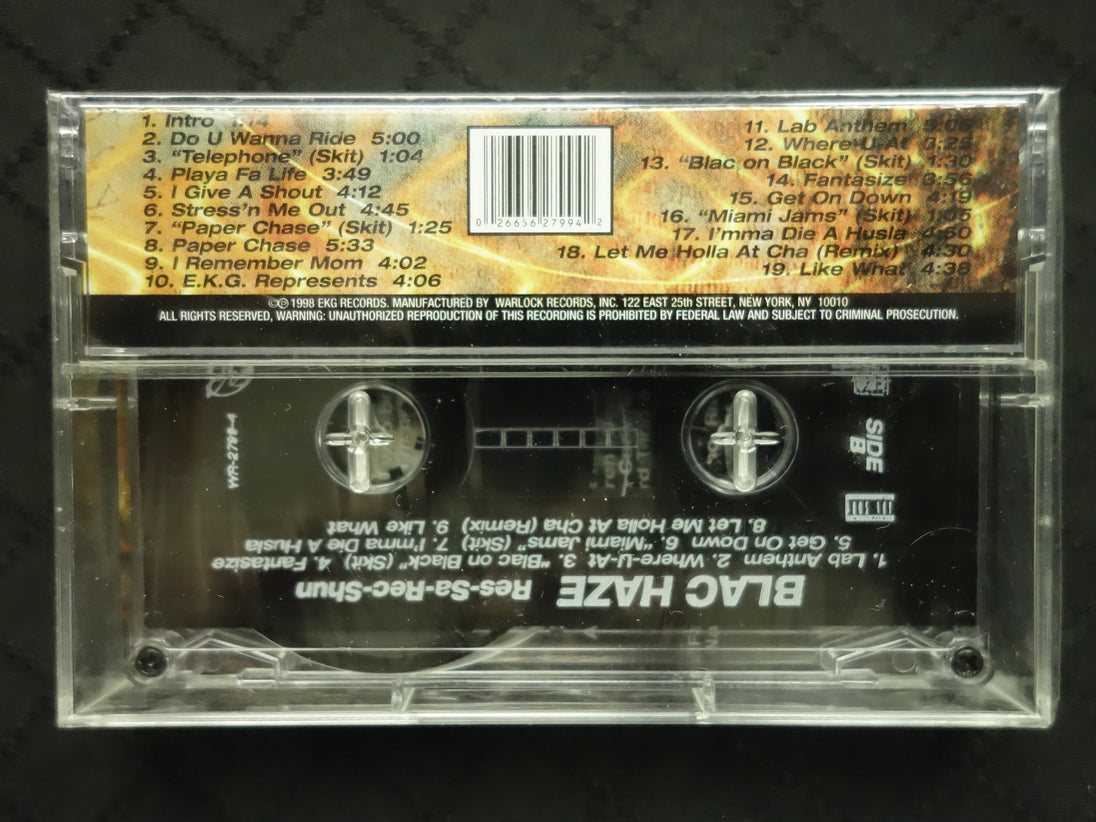 1. Intro 1:14
2. Do U Wanna Ride 5:00
3. “Telephone” (Skit) 1:04
4. Playa Fa Life 3:49
5. I Give A Shout 4:12
6. Stress'n Me Out 4:45
7. “Paper Chase” (Skit) 1:25
8. Paper Chase 5:33
9. I Remember Mom 4:02
10. E.K.G. Represents 4:06
0 26656 27994 2
11. Lab Anthem
12. Where-U-At 3:25
13. “Blac on Black” (Skit) 1:30
14. Fantasize 3:56
15. Get On Down 4:19
16. “Miami Jams” (Skit) 1:05
17. I'mma Die A Husla 4:50
18. Let Me Holla At Cha (Remix) 4:30
19. Like What 4:38
©℗ 1998 EKG RECORDS. MANUFACTURED BY WARLOCK RECORDS, INC. 122 EAST 25th STREET, NEW YORK, NY 10010
ALL RIGHTS RESERVED, WARNING: UNAUTHORIZED REPRODUCTION OF THIS RECORDING IS PROHIBITED BY FEDERAL LAW AND SUBJECT TO CRIMINAL PROSECUTION.
BLAC HAZE Res-Sa-Rec-Shun
1. Lab Anthem 2. Where-U-At 3. “Blac on Black” (Skit) 4. Fantasize
5. Get On Down 6. “Miami Jams” (Skit) 7. I'mma Die A Husla
8. Let Me Holla At Cha (Remix) 9. Like What
SIDE
B
WR-2799-4